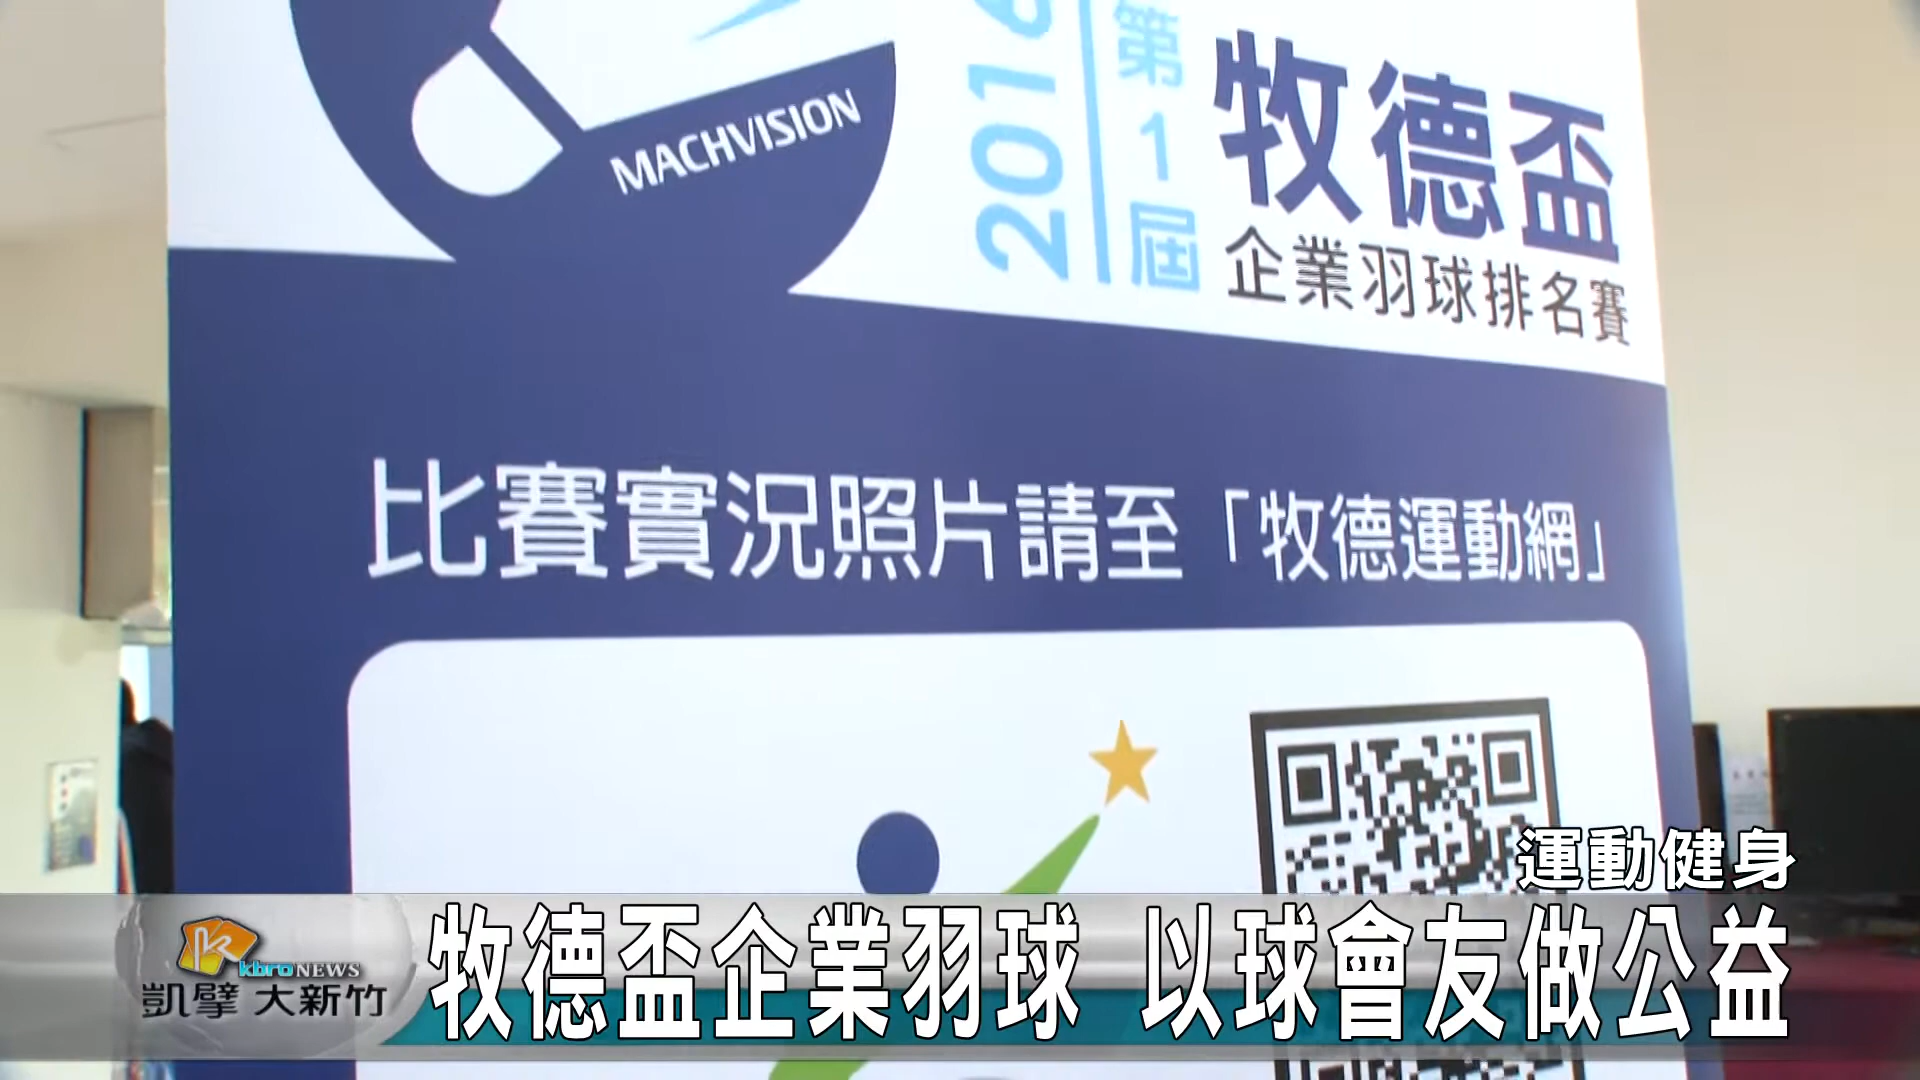 MACHVISION
2016
第1屆
牧德盃
企業羽球排名賽
比賽實況照片請至「牧德運動網」
運動健身
kbro NEWS
凱擘 大新竹
牧德盃企業羽球 以球會友做公益